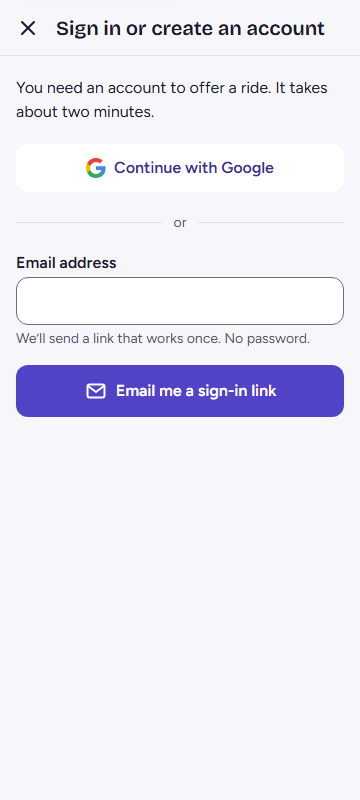 Sign in or create an account
You need an account to offer a ride. It takes
about two minutes.
Continue with Google
or
Email address
We’ll send a link that works once. No password.
Email me a sign-in link